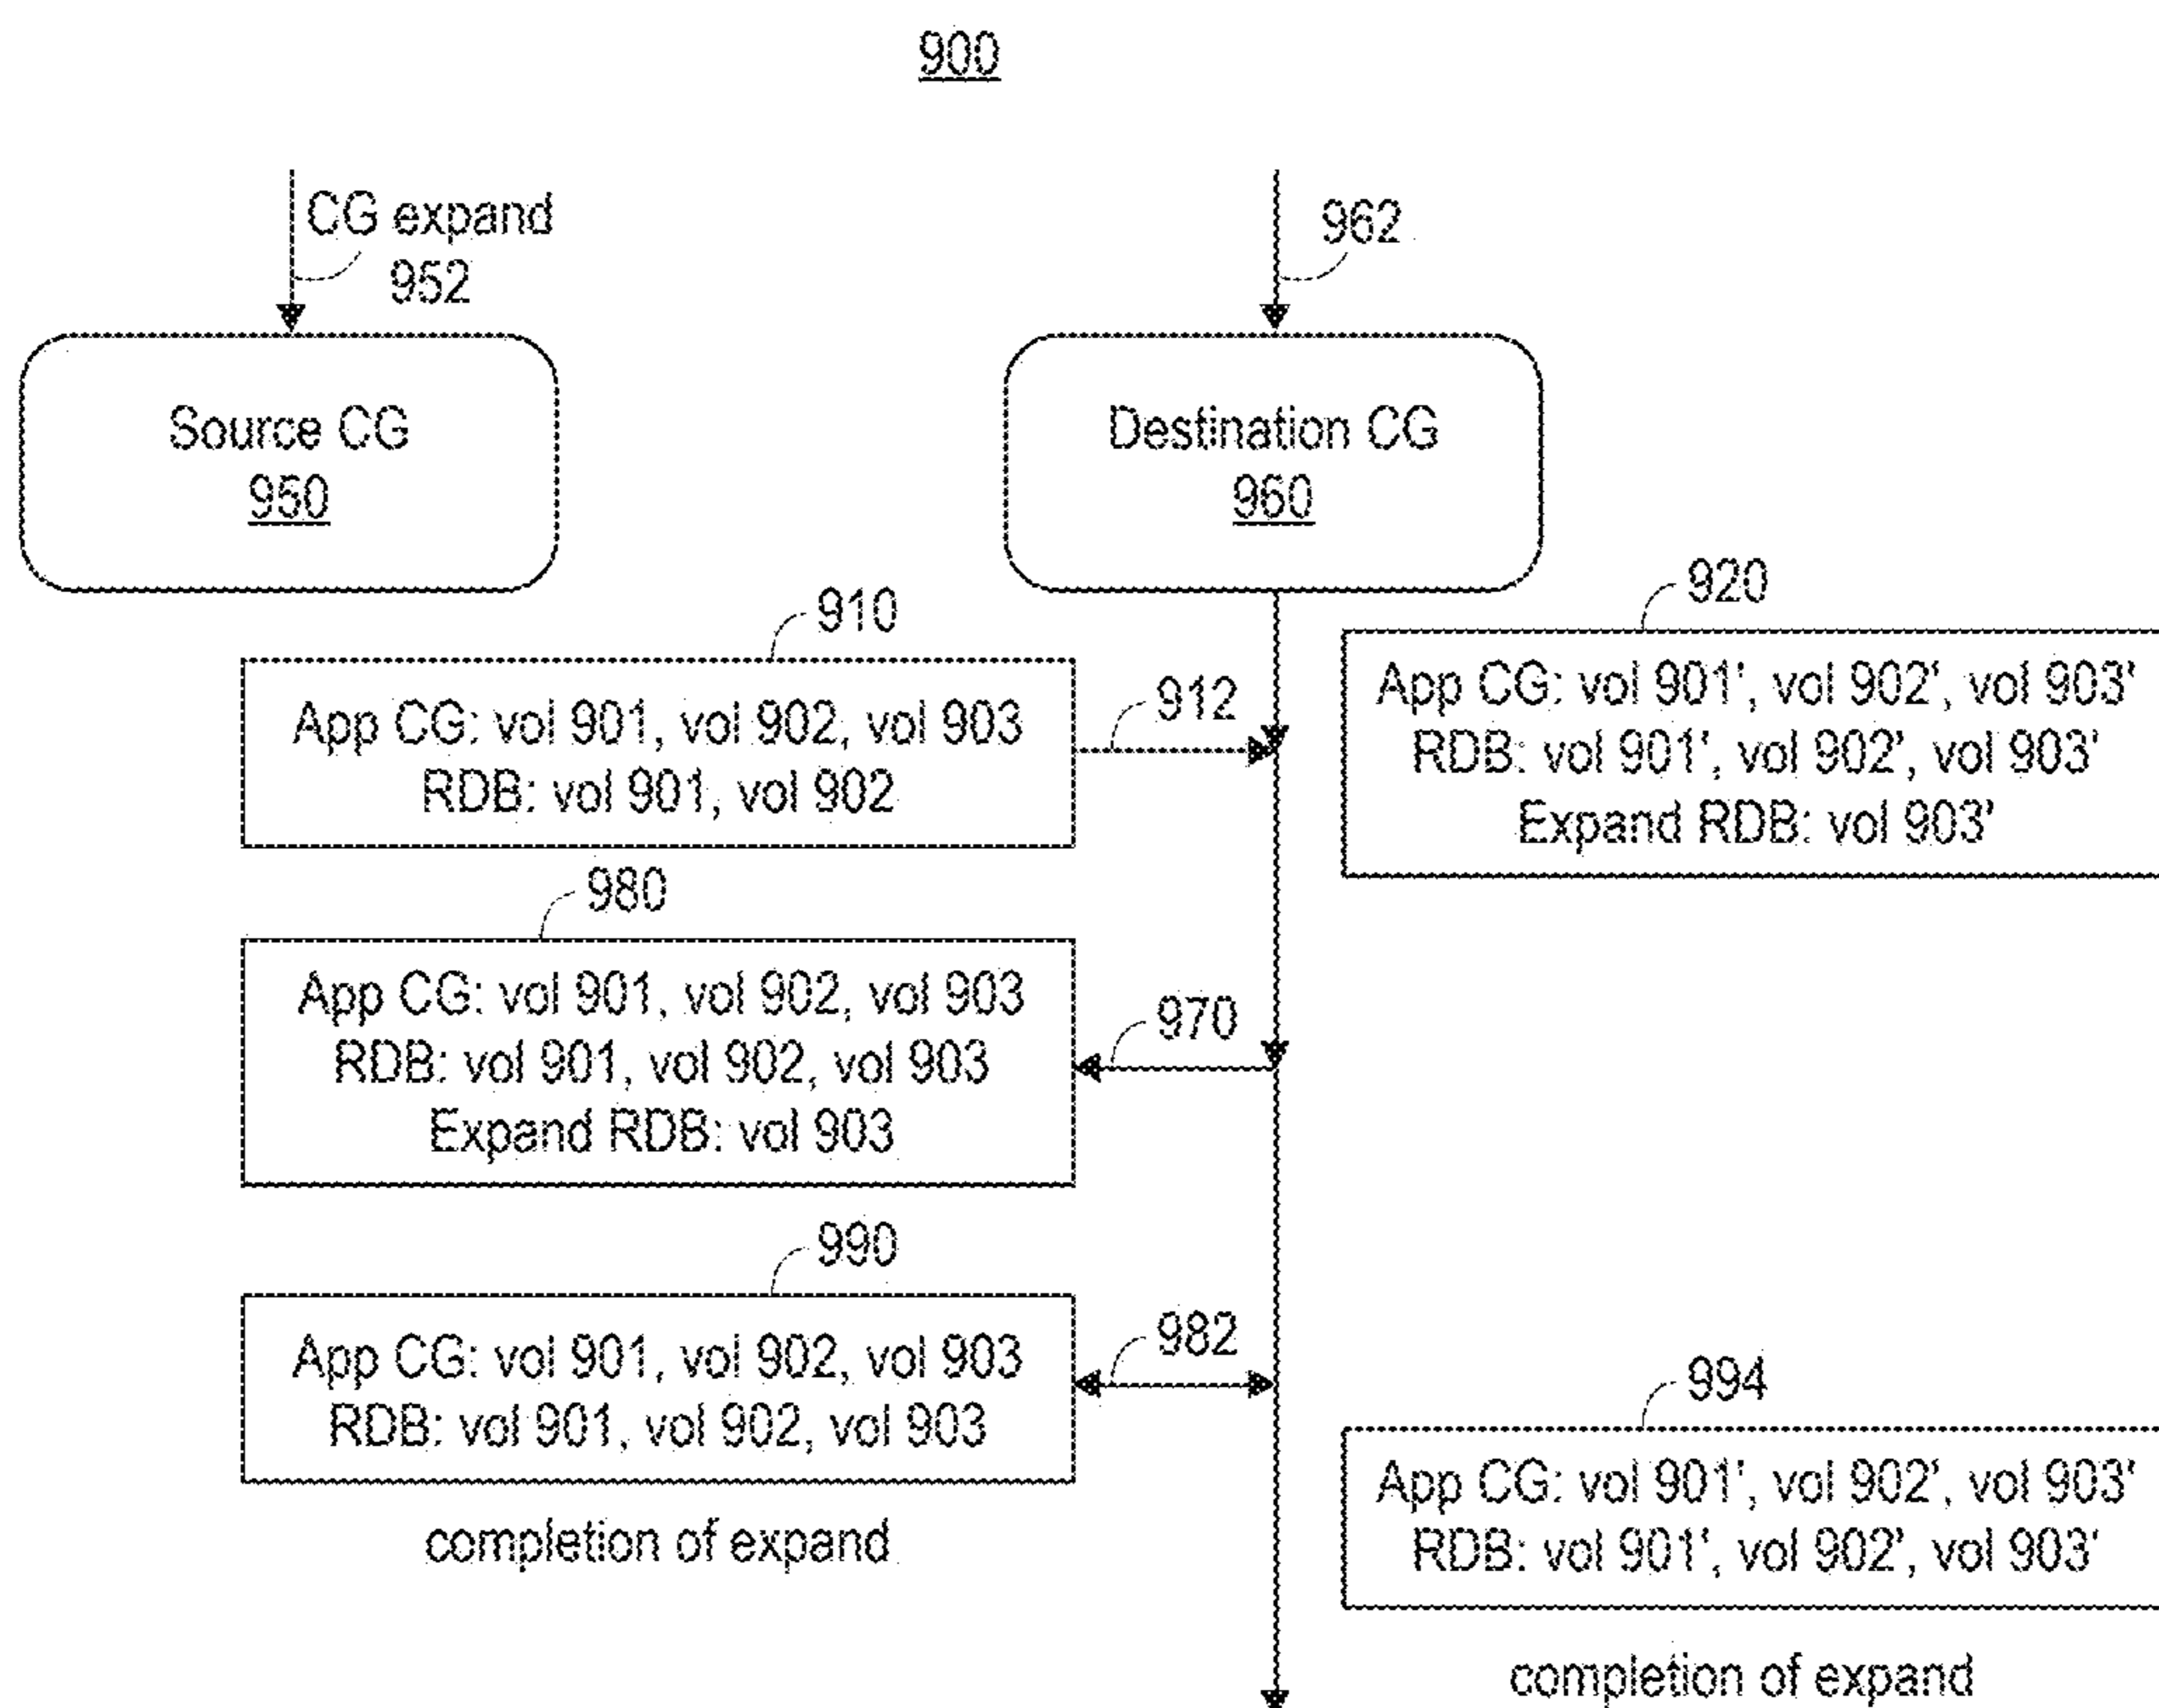 900
CG expand
952
962
Source CG
950
Destination CG
960
910
920
App CG: vol 901, vol 902, vol 903
RDB: vol 901, vol 902
912
App CG: vol 901', vol 902', vol 903'
RDB: vol 901', vol 902', vol 903'
Expand RDB: vol 903'
980
App CG: vol 901, vol 902, vol 903
RDB: vol 901, vol 902, vol 903
Expand RDB: vol 903
970
990
App CG: vol 901, vol 902, vol 903
RDB: vol 901, vol 902, vol 903
982
completion of expand
994
App CG: vol 901', vol 902', vol 903'
RDB: vol 901', vol 902', vol 903'
completion of expand